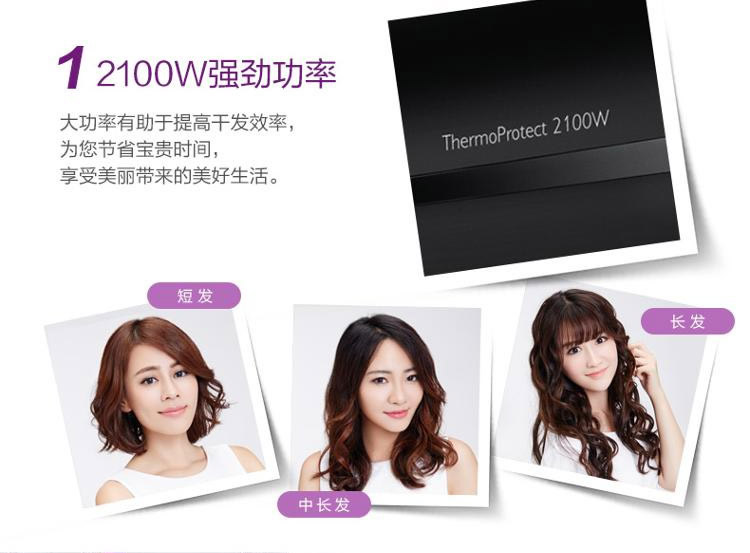 1 2100W强劲功率
大功率有助于提高干发效率，
为您节省宝贵时间，
享受美丽带来的美好生活。
ThermoProtect 2100W
短发
中长发
长发